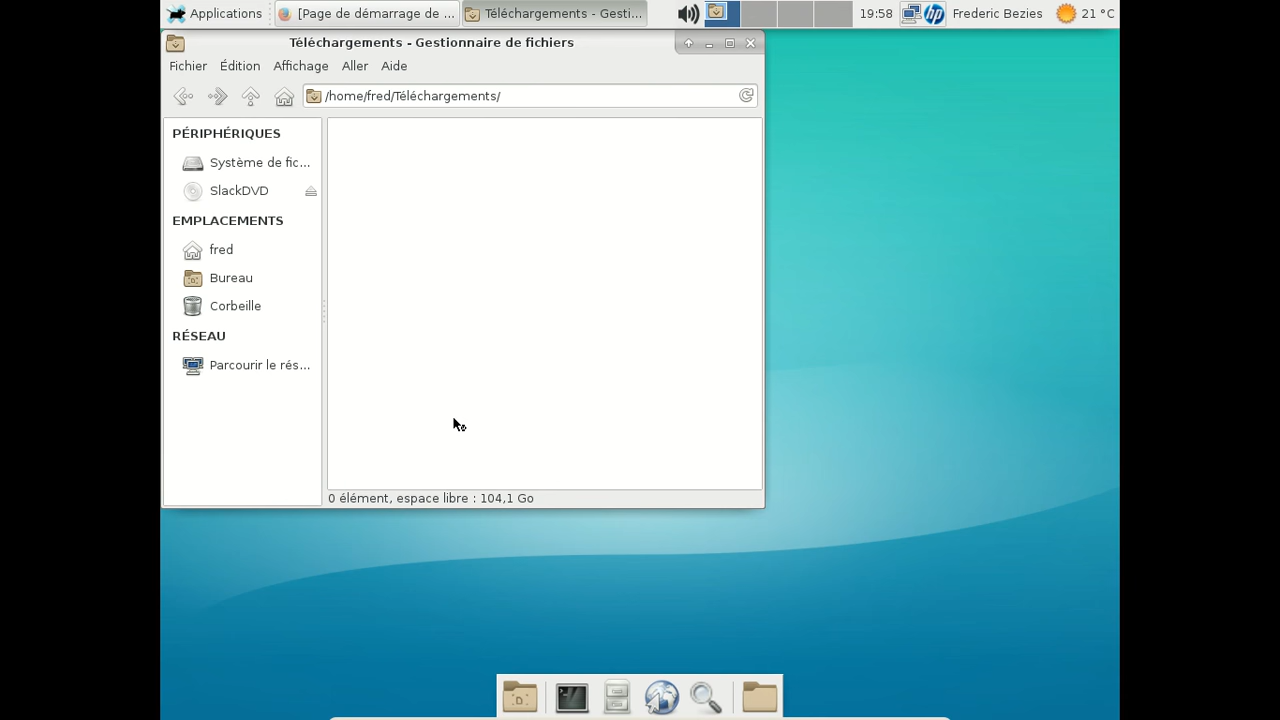 Applications
[Page de démarrage de ...
Téléchargements - Gesti...
19:58
hp
Frederic Bezies
21 °C
Téléchargements - Gestionnaire de fichiers
Fichier Édition Affichage Aller Aide
/home/fred/Téléchargements/
PÉRIPHÉRIQUES
Système de fic...
SlackDVD
EMPLACEMENTS
fred
Bureau
Corbeille
RÉSEAU
Parcourir le rés...
0 élément, espace libre : 104,1 Go